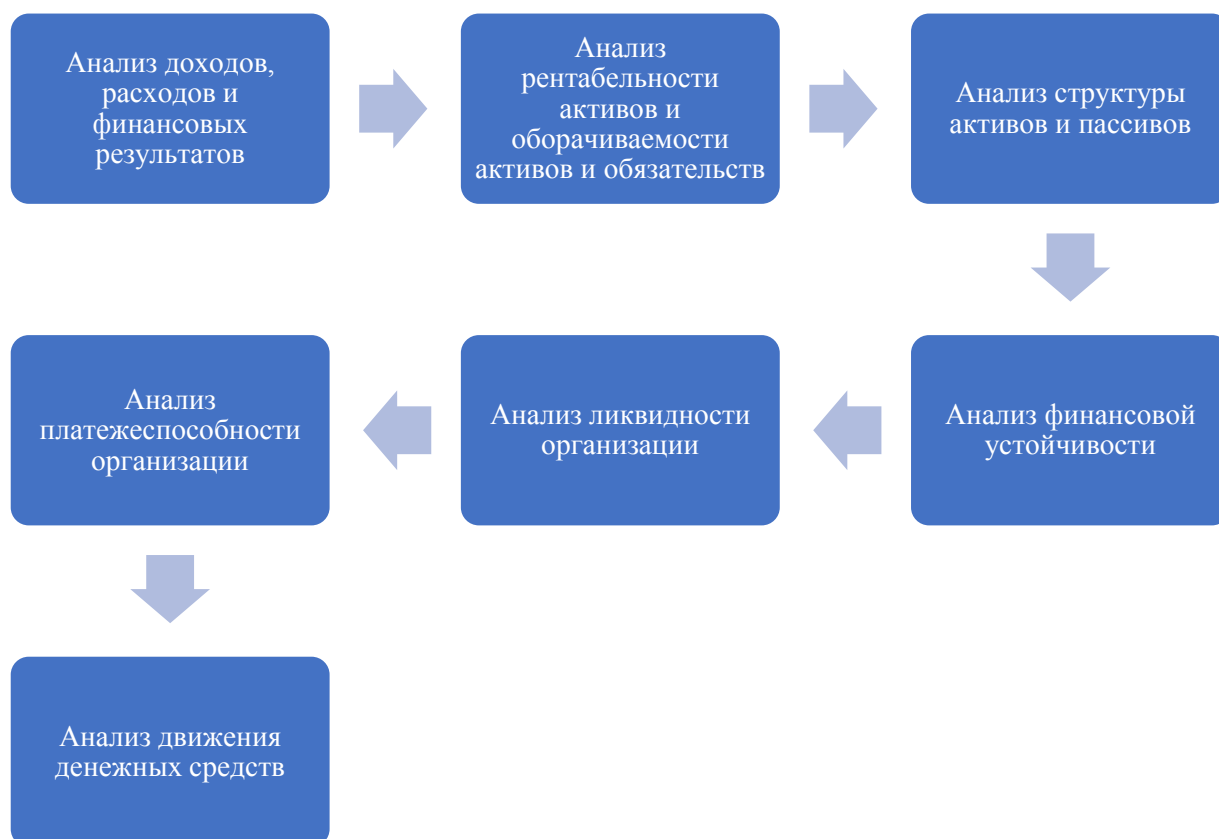 Анализ доходов,
расходов и
финансовых
результатов
Анализ
рентабельности
активов и
оборачиваемости
активов и обязательств
Анализ структуры
активов и пассивов
Анализ финансовой
устойчивости
Анализ ликвидности
организации
Анализ
платежеспособности
организации
Анализ движения
денежных средств